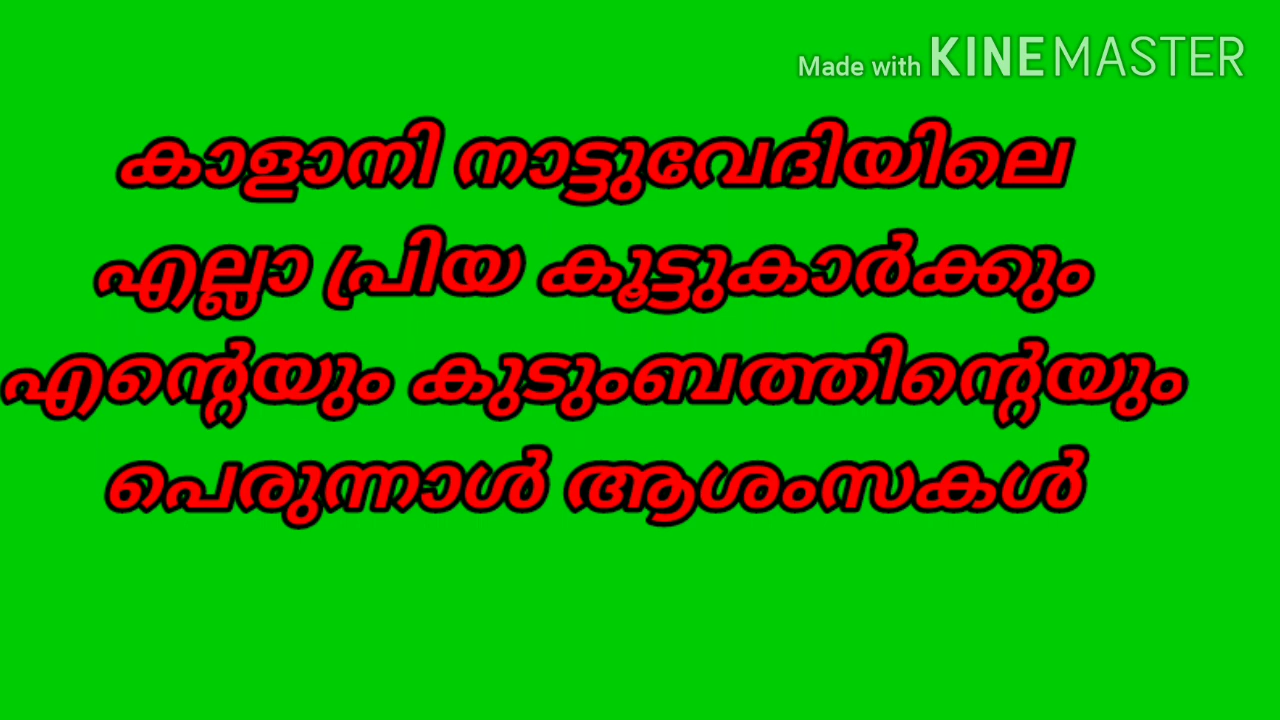 Made with KINEMASTER
കാളാനി നാട്ടുവേദിയിലെ
എല്ലാ പ്രിയ കൂട്ടുകാർക്കും
എന്റെയും കുടുംബത്തിന്റെയും
പെരുന്നാൾ ആശംസകൾ